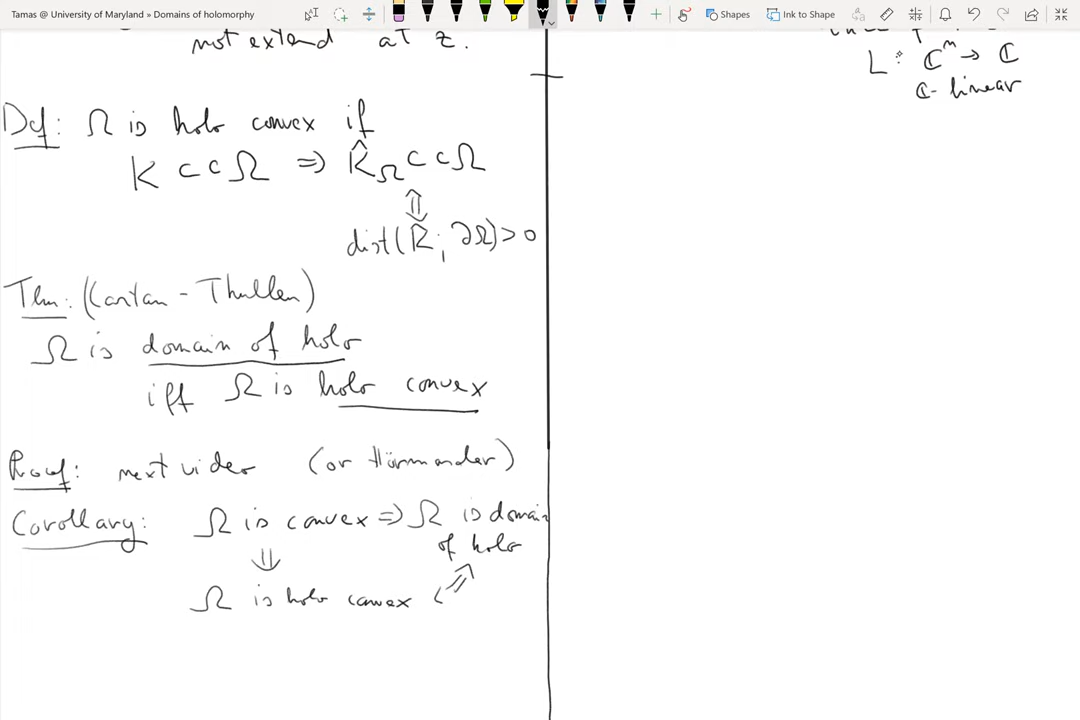 Tamas @ University of Maryland » Domains of holomorphy
Shapes
Ink to Shape
not extend at z.
Def: Ω is holo convex if
K ⊂⊂ Ω ⇒ K̂_Ω ⊂⊂ Ω
⇕
dist(K̂, ∂Ω) > 0
Thm: (Cartan - Thullen)
Ω is domain of holo
iff Ω is holo convex
Proof: next video (or Hörmander)
Corollary: Ω is convex ⇒ Ω is domain
of holo
⇓
Ω is holo convex
L : ℂⁿ → ℂ
ℂ-linear